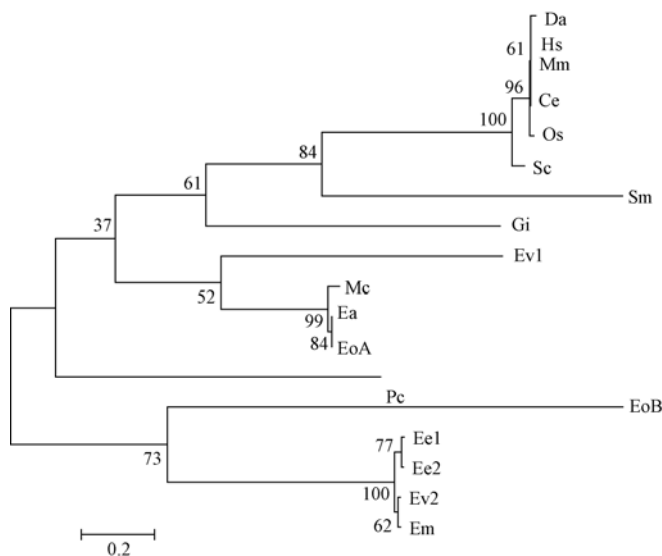 Da
61
Hs
Mm
96
Ce
100
Os
84
Sc
61
Sm
37
Gi
Ev1
52
Mc
Ea
99
84
EoA
Pc
EoB
73
77
Ee1
Ee2
100
Ev2
62
Em
0.2